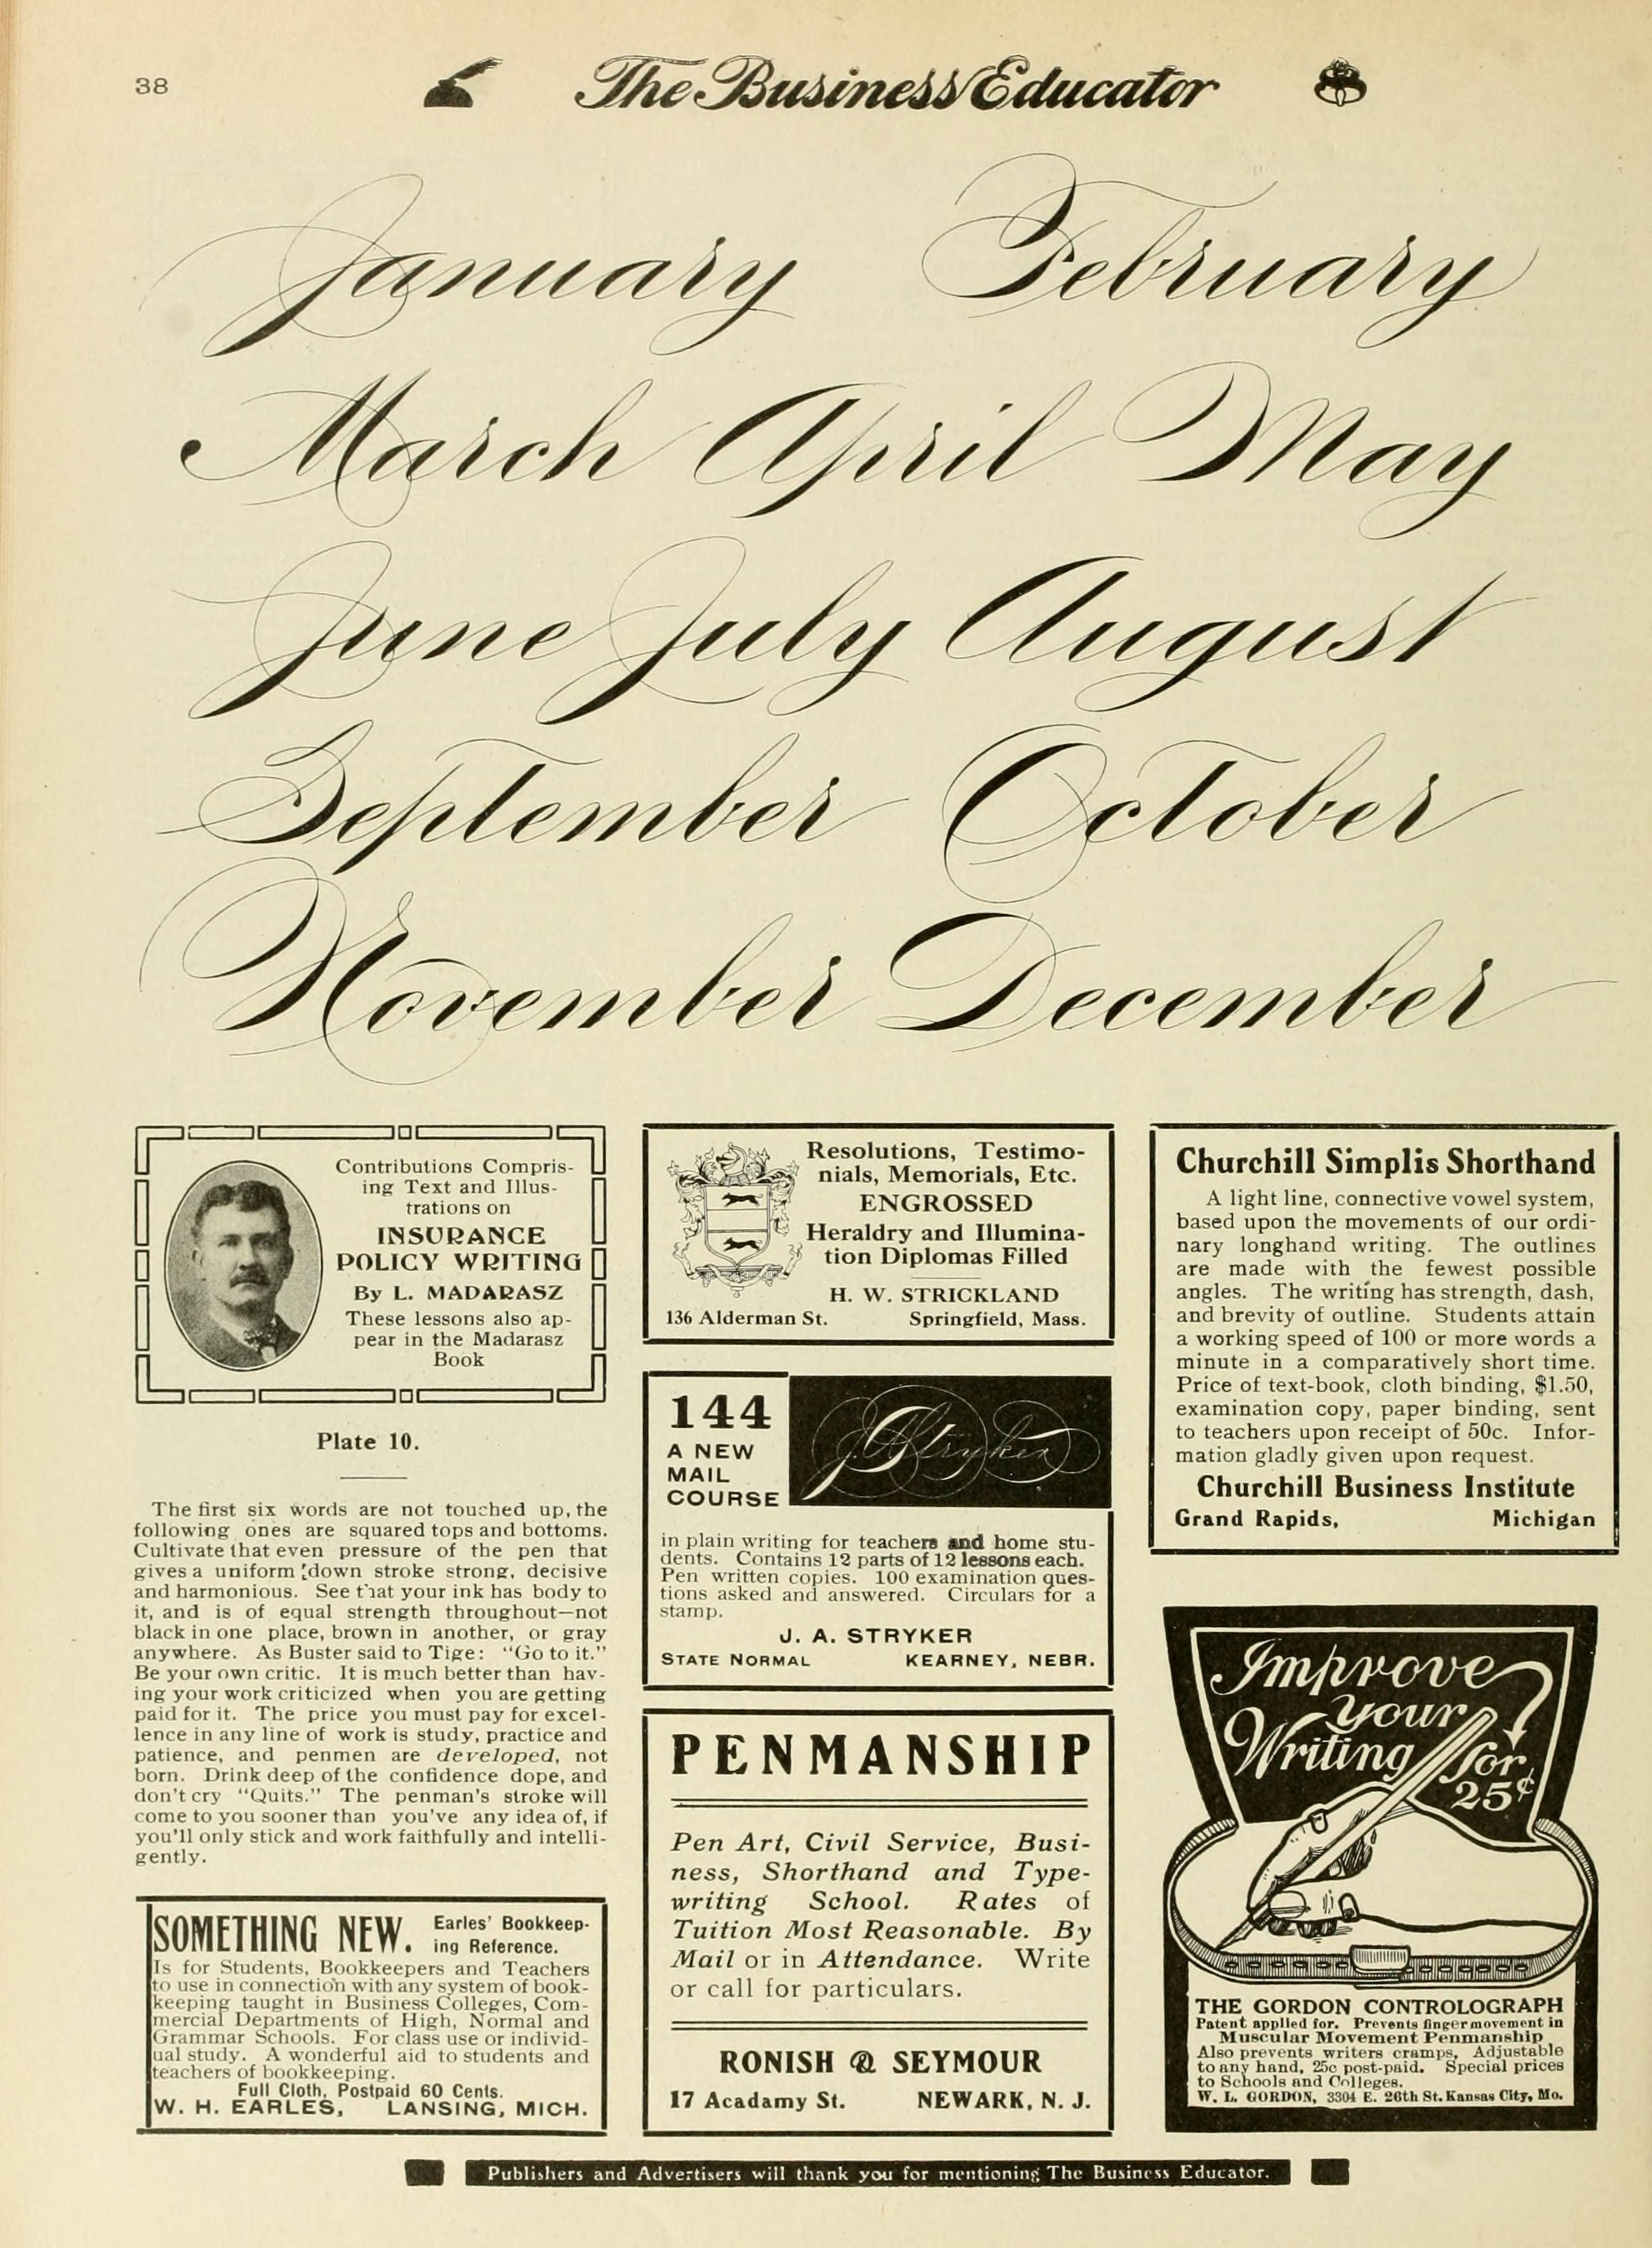 38
The Business Educator
January February
March April May
June July August
September October
November December
Contributions Compris-
ing Text and Illus-
trations on
INSURANCE
POLICY WRITING
By L. MADARASZ
These lessons also ap-
pear in the Madarasz
Book
Plate 10.
The first six words are not touched up, the
following ones are squared tops and bottoms.
Cultivate that even pressure of the pen that
gives a uniform down stroke strong, decisive
and harmonious. See that your ink has body to
it, and is of equal strength throughout—not
black in one place, brown in another, or gray
anywhere. As Buster said to Tige: "Go to it."
Be your own critic. It is much better than hav-
ing your work criticized when you are getting
paid for it. The price you must pay for excel-
lence in any line of work is study, practice and
patience, and penmen are developed, not
born. Drink deep of the confidence dope, and
don't cry "Quits." The penman's stroke will
come to you sooner than you've any idea of, if
you'll only stick and work faithfully and intelli-
gently.
SOMETHING NEW. Earles' Bookkeep-
ing Reference.
Is for Students, Bookkeepers and Teachers
to use in connection with any system of book-
keeping taught in Business Colleges, Com-
mercial Departments of High, Normal and
Grammar Schools. For class use or individ-
ual study. A wonderful aid to students and
teachers of bookkeeping.
Full Cloth, Postpaid 60 Cents.
W. H. EARLES, LANSING, MICH.
Resolutions, Testimo-
nials, Memorials, Etc.
ENGROSSED
Heraldry and Illumina-
tion Diplomas Filled
H. W. STRICKLAND
136 Alderman St. Springfield, Mass.
144
A NEW
MAIL
COURSE
J. A. Stryker
in plain writing for teachers and home stu-
dents. Contains 12 parts of 12 lessons each.
Pen written copies. 100 examination ques-
tions asked and answered. Circulars for a
stamp.
J. A. STRYKER
STATE NORMAL KEARNEY, NEBR.
PENMANSHIP
Pen Art, Civil Service, Busi-
ness, Shorthand and Type-
writing School. Rates of
Tuition Most Reasonable. By
Mail or in Attendance. Write
or call for particulars.
RONISH & SEYMOUR
17 Acadamy St. NEWARK, N. J.
Churchill Simplis Shorthand
A light line, connective vowel system,
based upon the movements of our ordi-
nary longhand writing. The outlines
are made with the fewest possible
angles. The writing has strength, dash,
and brevity of outline. Students attain
a working speed of 100 or more words a
minute in a comparatively short time.
Price of text-book, cloth binding, $1.50,
examination copy, paper binding, sent
to teachers upon receipt of 50c. Infor-
mation gladly given upon request.
Churchill Business Institute
Grand Rapids, Michigan
Improve
your
Writing for
25¢
THE GORDON CONTROLOGRAPH
Patent applied for. Prevents finger movement in
Muscular Movement Penmanship
Also prevents writers cramps, Adjustable
to any hand, 25c post-paid. Special prices
to Schools and Colleges.
W. L. GORDON, 3304 E. 26th St. Kansas City, Mo.
Publishers and Advertisers will thank you for mentioning The Business Educator.